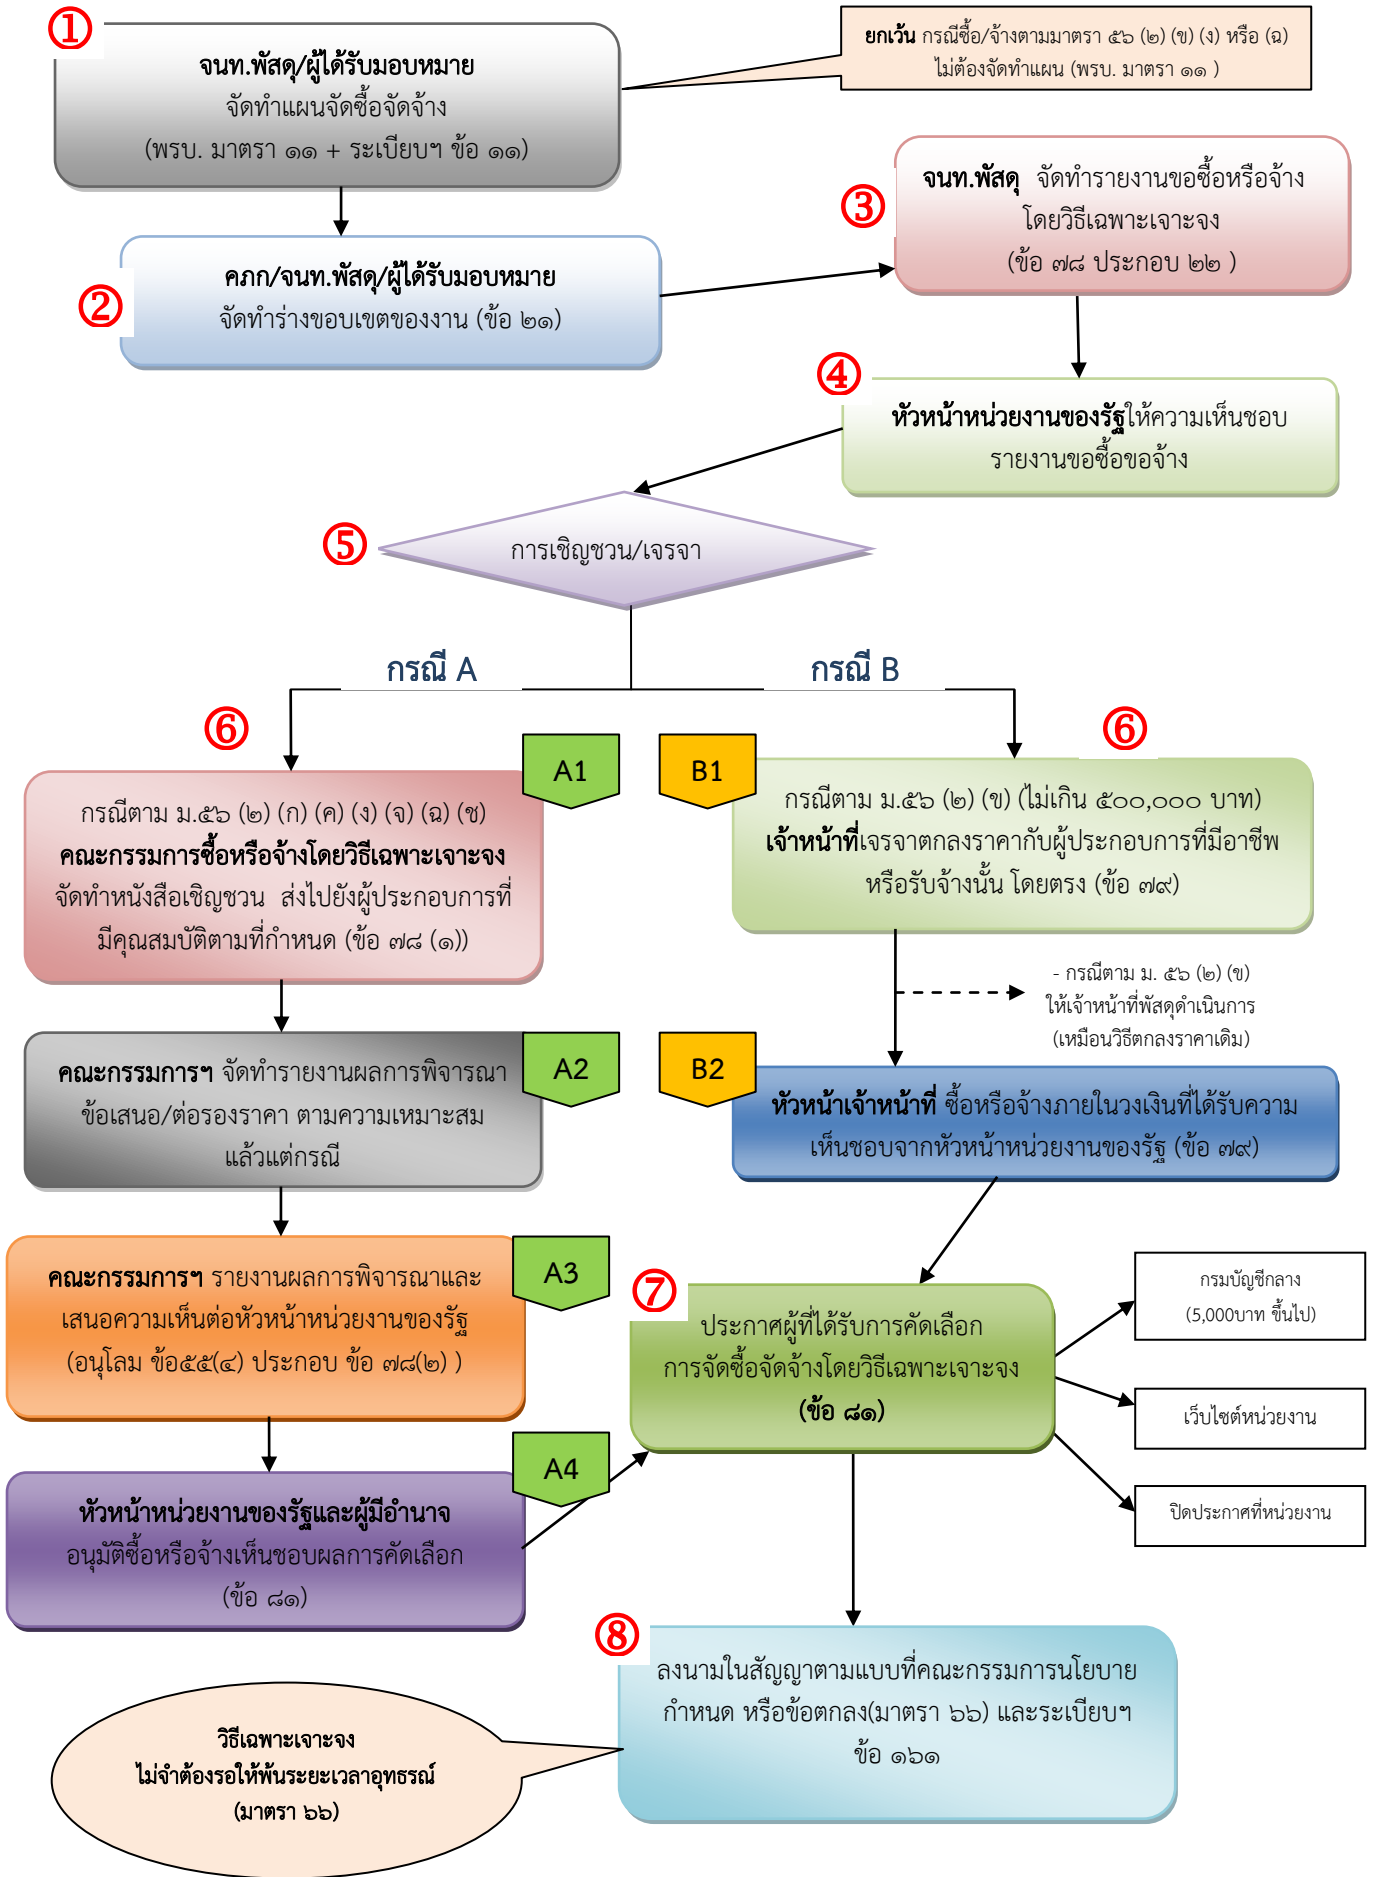 ①
จนท.พัสดุ/ผู้ได้รับมอบหมาย
จัดทำแผนจัดซื้อจัดจ้าง
(พรบ. มาตรา ๑๑ + ระเบียบฯ ข้อ ๑๑)
ยกเว้น กรณีซื้อ/จ้างตามมาตรา ๕๖ (๒) (ข) (ง) หรือ (ฉ)
ไม่ต้องจัดทำแผน (พรบ. มาตรา ๑๑ )
②
คภก/จนท.พัสดุ/ผู้ได้รับมอบหมาย
จัดทำร่างขอบเขตของงาน (ข้อ ๒๑)
③
จนท.พัสดุ จัดทำรายงานขอซื้อหรือจ้าง
โดยวิธีเฉพาะเจาะจง
(ข้อ ๗๘ ประกอบ ๒๒ )
④
หัวหน้าหน่วยงานของรัฐให้ความเห็นชอบ
รายงานขอซื้อขอจ้าง
⑤
การเชิญชวน/เจรจา
กรณี A
กรณี B
⑥
A1
กรณีตาม ม.๕๖ (๒) (ก) (ค) (ง) (จ) (ฉ) (ช)
คณะกรรมการซื้อหรือจ้างโดยวิธีเฉพาะเจาะจง
จัดทำหนังสือเชิญชวน ส่งไปยังผู้ประกอบการที่
มีคุณสมบัติตามที่กำหนด (ข้อ ๗๘ (๑))
B1
⑥
กรณีตาม ม.๕๖ (๒) (ข) (ไม่เกิน ๕๐๐,๐๐๐ บาท)
เจ้าหน้าที่เจรจาตกลงราคากับผู้ประกอบการที่มีอาชีพ
หรือรับจ้างนั้น โดยตรง (ข้อ ๗๙)
- กรณีตาม ม. ๕๖ (๒) (ข)
ให้เจ้าหน้าที่พัสดุดำเนินการ
(เหมือนวิธีตกลงราคาเดิม)
A2
คณะกรรมการฯ จัดทำรายงานผลการพิจารณา
ข้อเสนอ/ต่อรองราคา ตามความเหมาะสม
แล้วแต่กรณี
B2
หัวหน้าเจ้าหน้าที่ ซื้อหรือจ้างภายในวงเงินที่ได้รับความ
เห็นชอบจากหัวหน้าหน่วยงานของรัฐ (ข้อ ๗๙)
A3
คณะกรรมการฯ รายงานผลการพิจารณาและ
เสนอความเห็นต่อหัวหน้าหน่วยงานของรัฐ
(อนุโลม ข้อ๕๕(๔) ประกอบ ข้อ ๗๘(๒) )
⑦
ประกาศผู้ที่ได้รับการคัดเลือก
การจัดซื้อจัดจ้างโดยวิธีเฉพาะเจาะจง
(ข้อ ๘๑)
กรมบัญชีกลาง
(5,000บาท ขึ้นไป)
เว็บไซต์หน่วยงาน
ปิดประกาศที่หน่วยงาน
A4
หัวหน้าหน่วยงานของรัฐและผู้มีอำนาจ
อนุมัติซื้อหรือจ้างเห็นชอบผลการคัดเลือก
(ข้อ ๘๑)
⑧
ลงนามในสัญญาตามแบบที่คณะกรรมการนโยบาย
กำหนด หรือข้อตกลง(มาตรา ๖๖) และระเบียบฯ
ข้อ ๑๖๑
วิธีเฉพาะเจาะจง
ไม่จำต้องรอให้พ้นระยะเวลาอุทธรณ์
(มาตรา ๖๖)